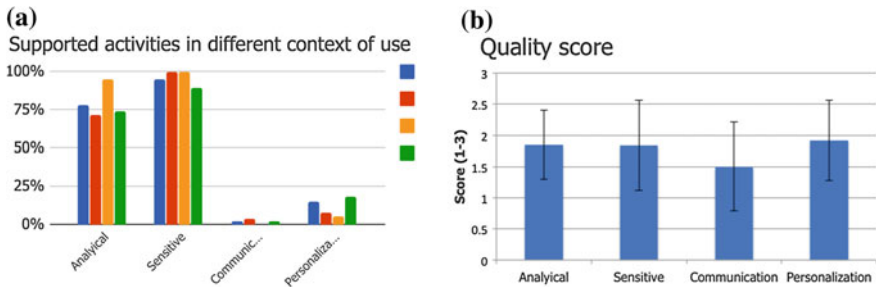 (a)
Supported activities in different context of use
100%
75%
50%
25%
0%
Analyical
Sensitive
Communic...
Personaliza...
(b)
Quality score
Score (1-3)
3
2.5
2
1.5
1
0.5
0
Analyical
Sensitive
Communication
Personalization